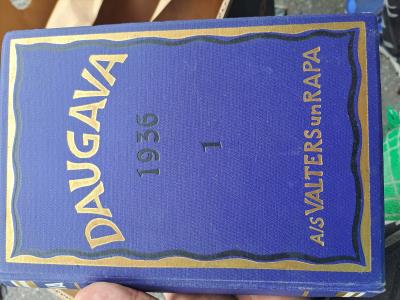 DAUGAVA
1936
1
A/S VALTERS un RAPA